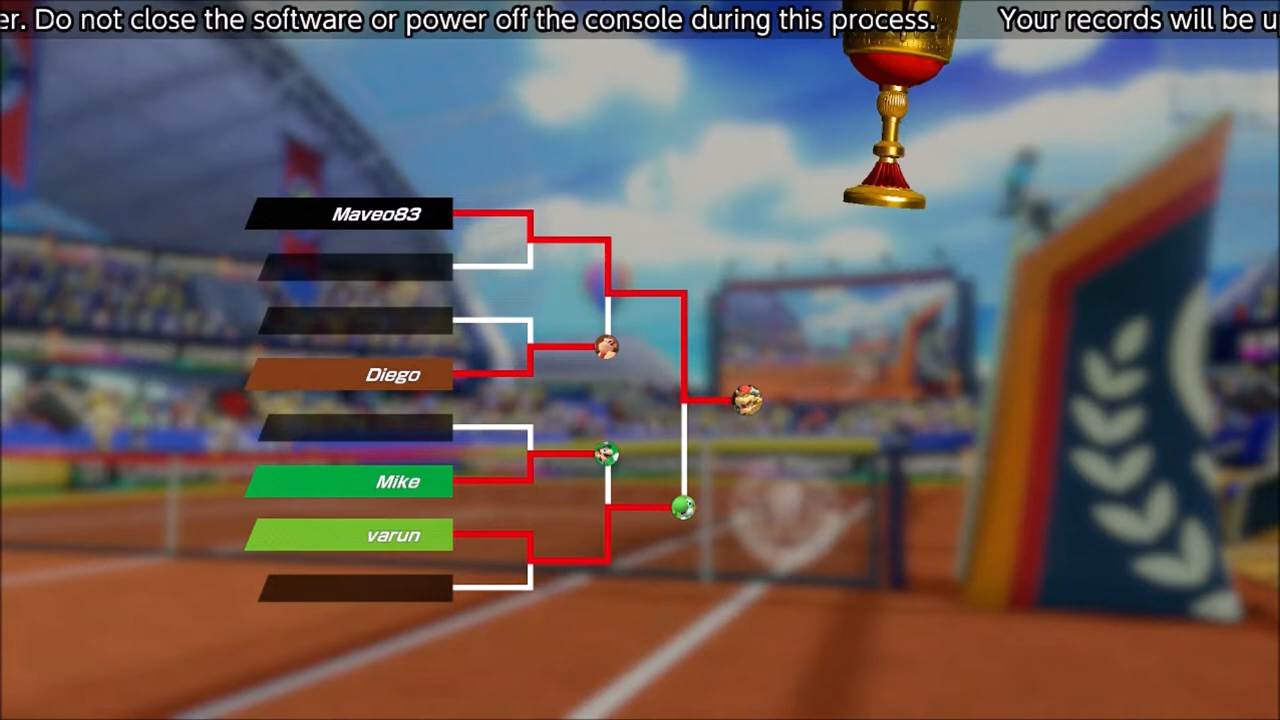 er. Do not close the software or power off the console during this process. Your records will be u
Maveo83
Diego
Mike
varun